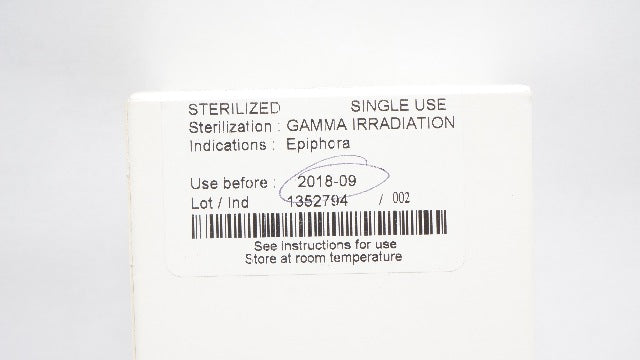 STERILIZED SINGLE USE
Sterilization : GAMMA IRRADIATION
Indications : Epiphora
Use before : 2018-09
Lot / Ind 1352794 / 002
See instructions for use
Store at room temperature